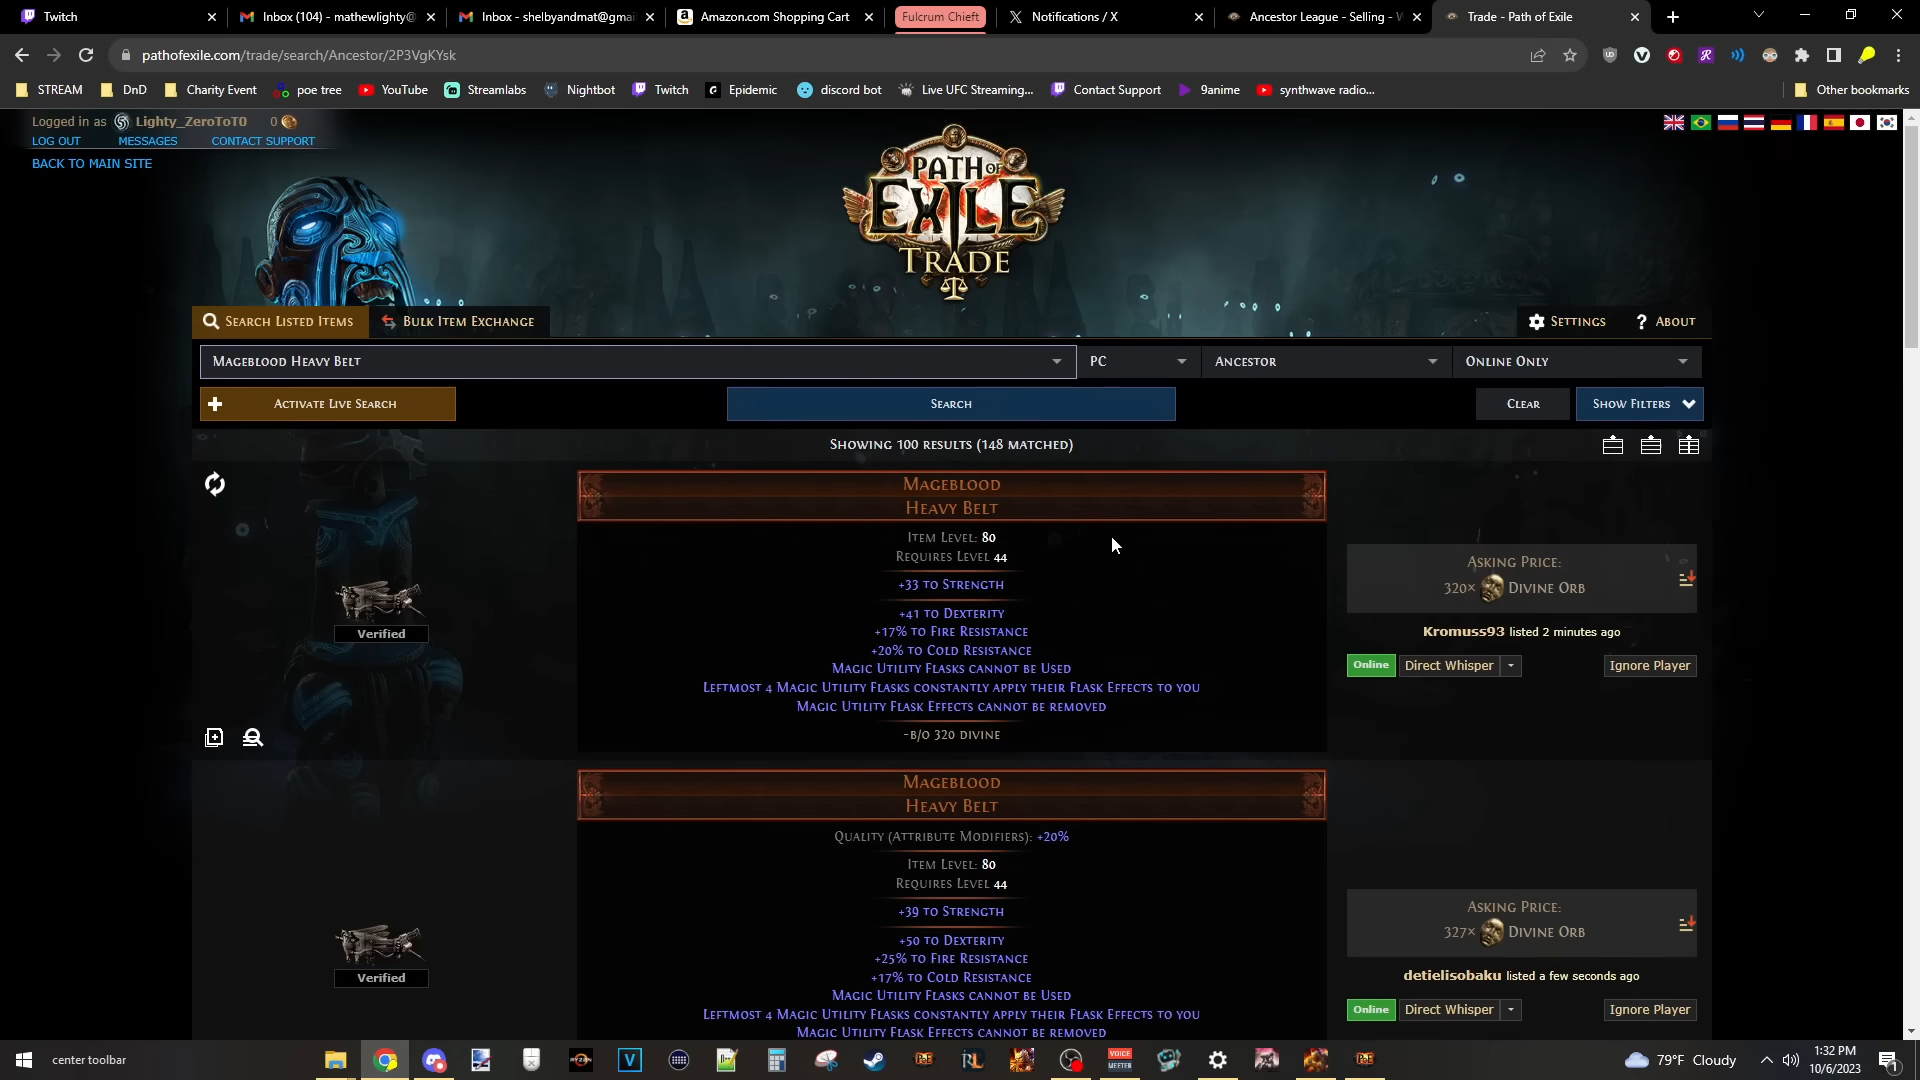 Twitch
Inbox (104) - mathewlighty@
Inbox - shelbyandmat@gmai
Amazon.com Shopping Cart
Fulcrum Chieft
Notifications / X
Ancestor League - Selling - W
Trade - Path of Exile
pathofexile.com/trade/search/Ancestor/2P3VgKYsk
STREAM
DnD
Charity Event
poe tree
YouTube
Streamlabs
Nightbot
Twitch
Epidemic
discord bot
Live UFC Streaming...
Contact Support
9anime
synthwave radio...
Other bookmarks
Logged in as Lighty_ZeroToT0 0
LOG OUT MESSAGES CONTACT SUPPORT
BACK TO MAIN SITE
PATH OF
EXILE
TRADE
Search Listed Items
Bulk Item Exchange
Settings
? About
Mageblood Heavy Belt
PC
Ancestor
Online Only
Activate Live Search
Search
Clear
Show Filters
Showing 100 results (148 matched)
Mageblood
Heavy Belt
Item Level: 80
Requires Level 44
+33 to Strength
+41 to Dexterity
+17% to Fire Resistance
+20% to Cold Resistance
Magic Utility Flasks cannot be Used
Leftmost 4 Magic Utility Flasks constantly apply their Flask Effects to you
Magic Utility Flask Effects cannot be removed
~b/o 320 divine
Verified
Asking Price:
320× Divine Orb
Kromuss93 listed 2 minutes ago
Online
Direct Whisper
Ignore Player
Mageblood
Heavy Belt
Quality (Attribute Modifiers): +20%
Item Level: 80
Requires Level 44
+39 to Strength
+50 to Dexterity
+25% to Fire Resistance
+17% to Cold Resistance
Magic Utility Flasks cannot be Used
Leftmost 4 Magic Utility Flasks constantly apply their Flask Effects to you
Magic Utility Flask Effects cannot be removed
Verified
Asking Price:
327× Divine Orb
detielisobaku listed a few seconds ago
Online
Direct Whisper
Ignore Player
center toolbar
RYZEN
V
RL
VOICE
MEETER
79°F Cloudy
1:32 PM
10/6/2023
1